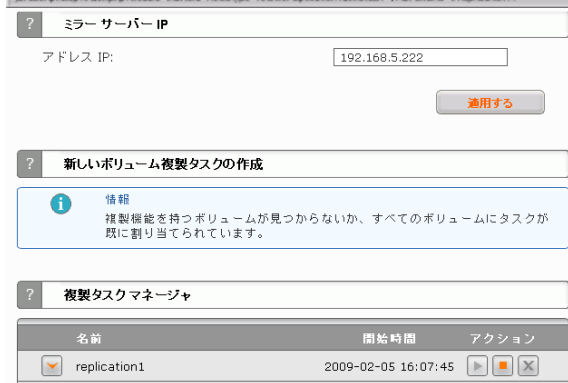 ?
ミラー サーバー IP
アドレス IP:
192.168.5.222
適用する
?
新しいボリューム複製タスクの作成
i
情報
複製機能を持つボリュームが見つからないか、すべてのボリュームにタスクが
既に割り当てられています。
?
複製タスク マネージャ
名前 開始時間 アクション
replication1 2009-02-05 16:07:45